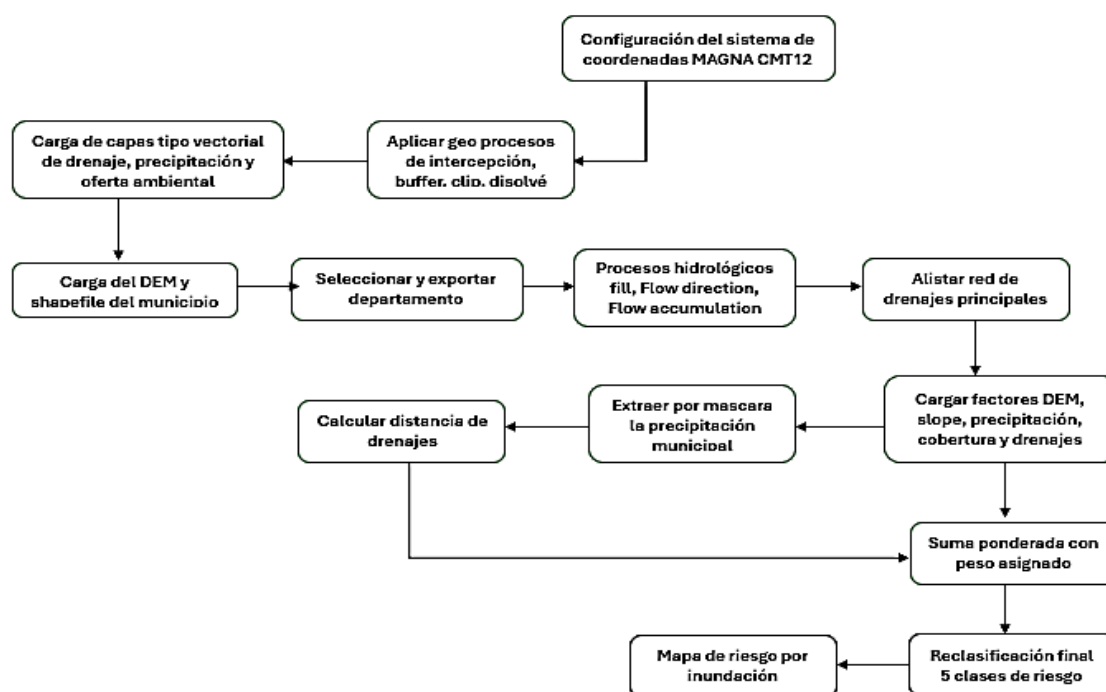 Configuración del sistema de
coordenadas MAGNA CMT12
Aplicar geo procesos
de intercepción,
buffer, clip, disolvé
Carga de capas tipo vectorial
de drenaje, precipitación y
oferta ambiental
Carga del DEM y
shapefile del municipio
Seleccionar y exportar
departamento
Procesos hidrológicos
fill, Flow direction,
Flow accumulation
Alistar red de
drenajes principales
Cargar factores DEM,
slope, precipitación,
cobertura y drenajes
Extraer por mascara
la precipitación
municipal
Calcular distancia de
drenajes
Suma ponderada con
peso asignado
Reclasificación final
5 clases de riesgo
Mapa de riesgo por
inundación